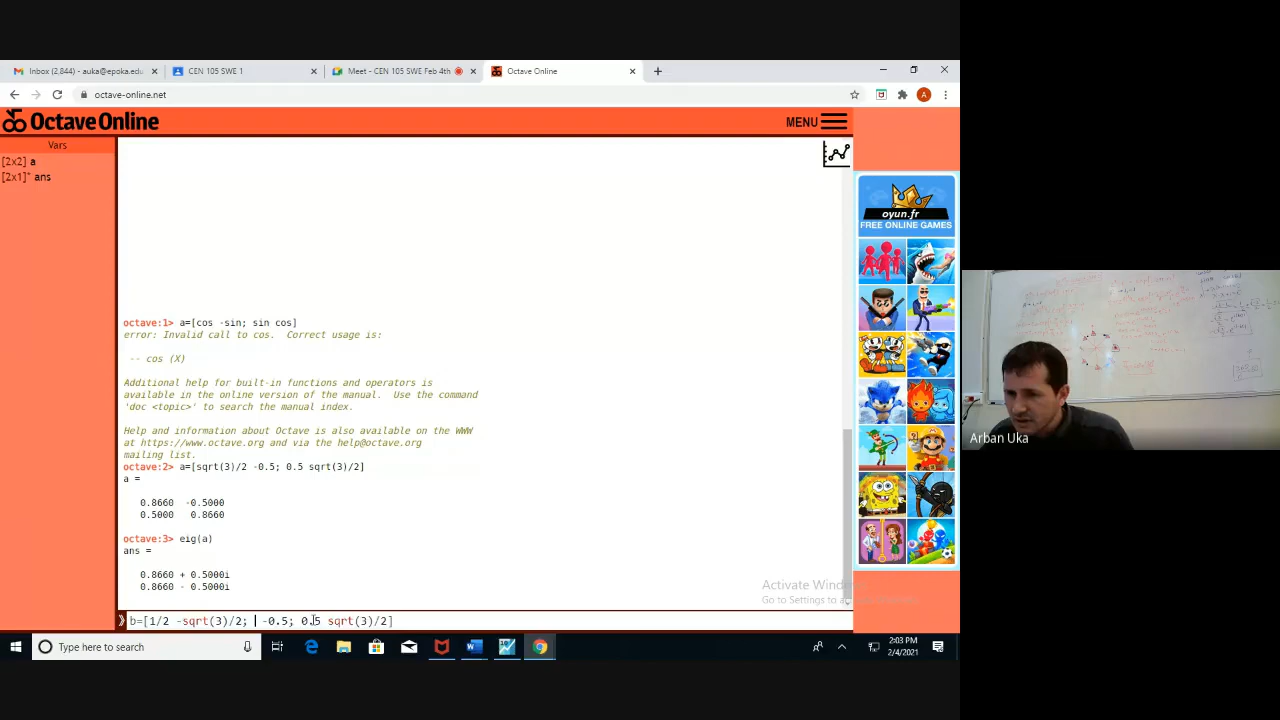 Inbox (2,844) - auka@epoka.edu
CEN 105 SWE 1
Meet - CEN 105 SWE Feb 4th
Octave Online
octave-online.net
A
OctaveOnline
MENU
Vars
[2x2] a
[2x1]* ans
oyun.fr
FREE ONLINE GAMES
octave:1> a=[cos -sin; sin cos]
error: Invalid call to cos. Correct usage is:
-- cos (X)
Additional help for built-in functions and operators is
available in the online version of the manual. Use the command
'doc <topic>' to search the manual index.
Help and information about Octave is also available on the WWW
at https://www.octave.org and via the help@octave.org
mailing list.
octave:2> a=[sqrt(3)/2 -0.5; 0.5 sqrt(3)/2]
a =
0.8660 -0.5000
0.5000 0.8660
octave:3> eig(a)
ans =
0.8660 + 0.5000i
0.8660 - 0.5000i
Activate Windo
Go to Settings to
b=[1/2 -sqrt(3)/2; -0.5; 0.5 sqrt(3)/2]
Type here to search
2:03 PM
2/4/2021
Arban Uka